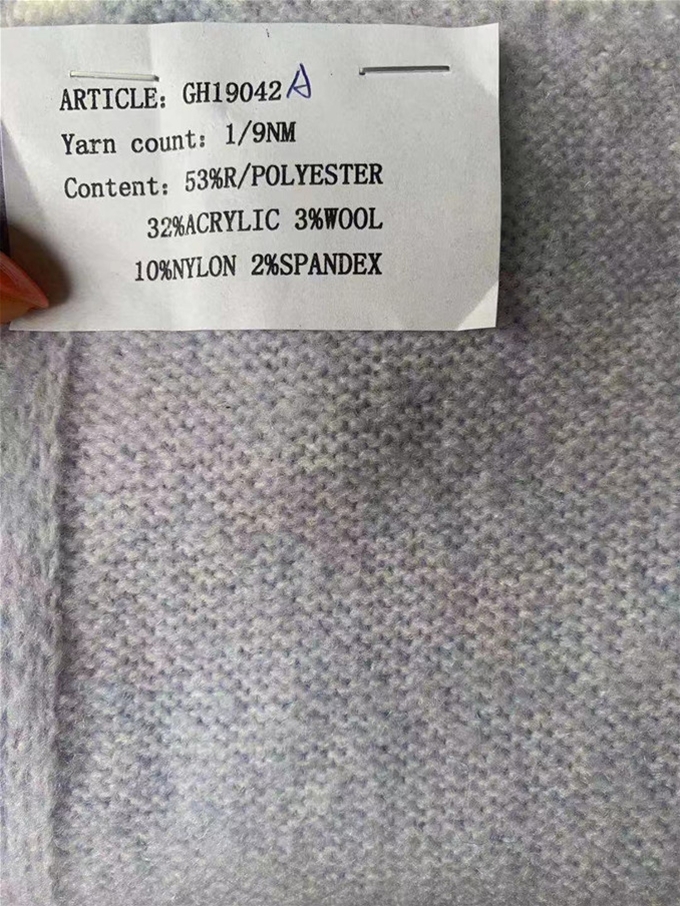 ARTICLE: GH19042A
Yarn count: 1/9NM
Content: 53%R/POLYESTER
32%ACRYLIC 3%WOOL
10%NYLON 2%SPANDEX